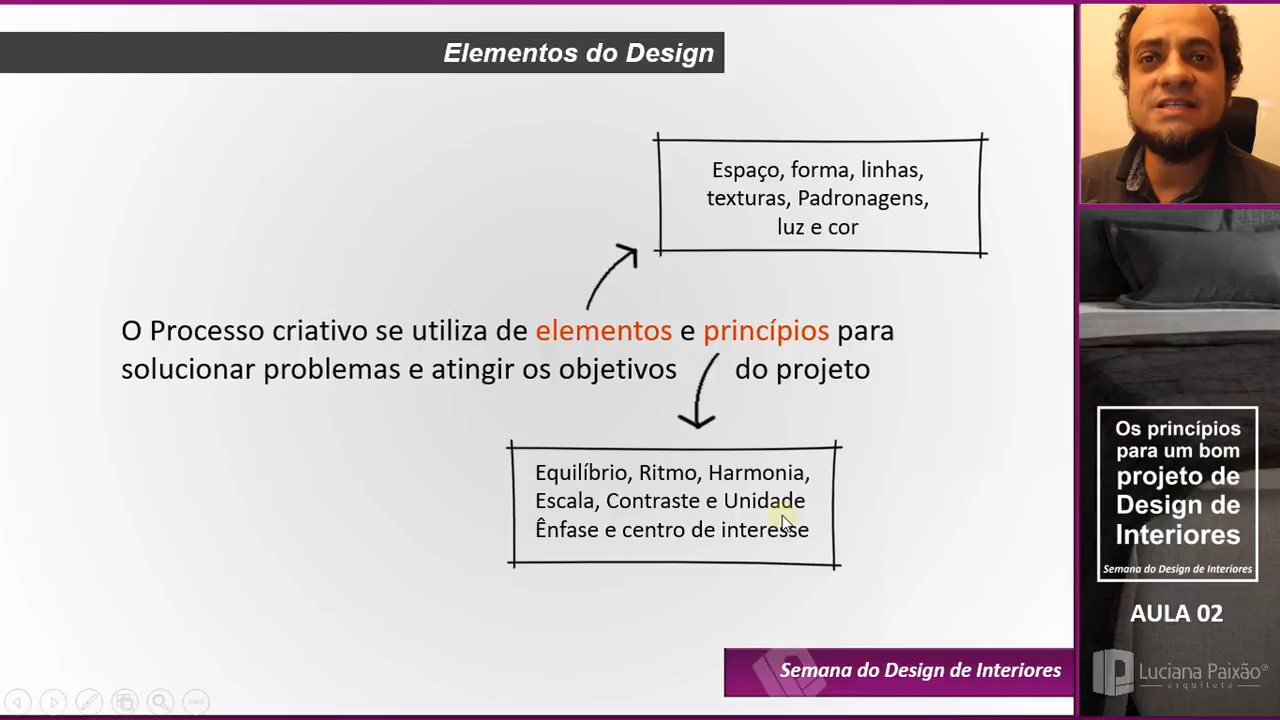 Elementos do Design
Espaço, forma, linhas,
texturas, Padronagens,
luz e cor
O Processo criativo se utiliza de elementos e princípios para
solucionar problemas e atingir os objetivos do projeto
Equilíbrio, Ritmo, Harmonia,
Escala, Contraste e Unidade
Ênfase e centro de interesse
Semana do Design de Interiores
Os princípios
para um bom
projeto de
Design de
Interiores
Semana do Design de Interiores
AULA 02
Luciana Paixão®
arquiteta